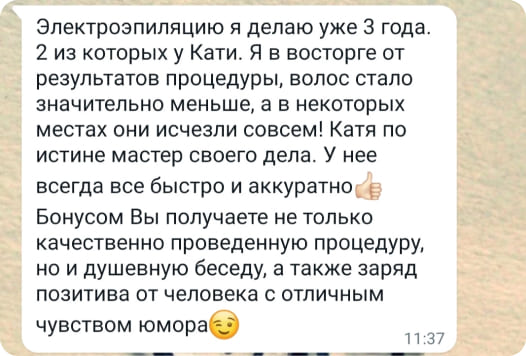 Электроэпиляцию я делаю уже 3 года.
2 из которых у Кати. Я в восторге от
результатов процедуры, волос стало
значительно меньше, а в некоторых
местах они исчезли совсем! Катя по
истине мастер своего дела. У нее
всегда все быстро и аккуратно👍🏻
Бонусом Вы получаете не только
качественно проведенную процедуру,
но и душевную беседу, а также заряд
позитива от человека с отличным
чувством юмора😉
11:37